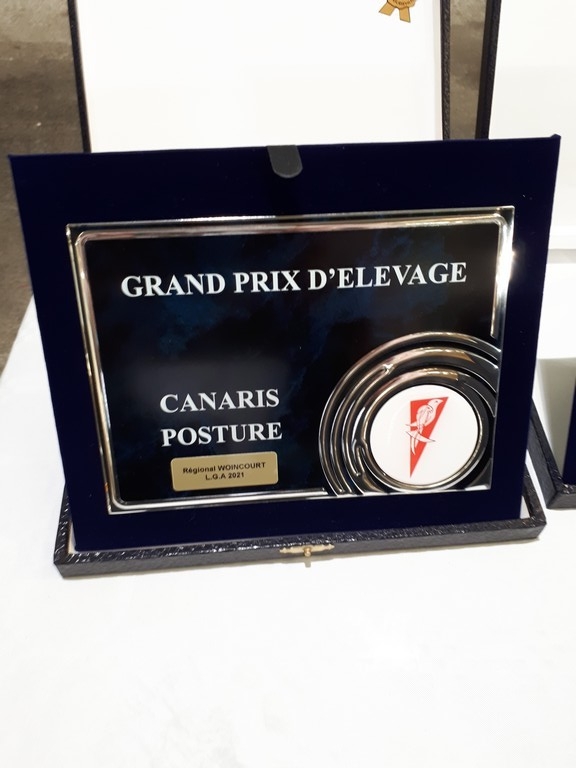 GRAND PRIX D'ELEVAGE
CANARIS
POSTURE
Régional WOINCOURT
L.G.A 2021